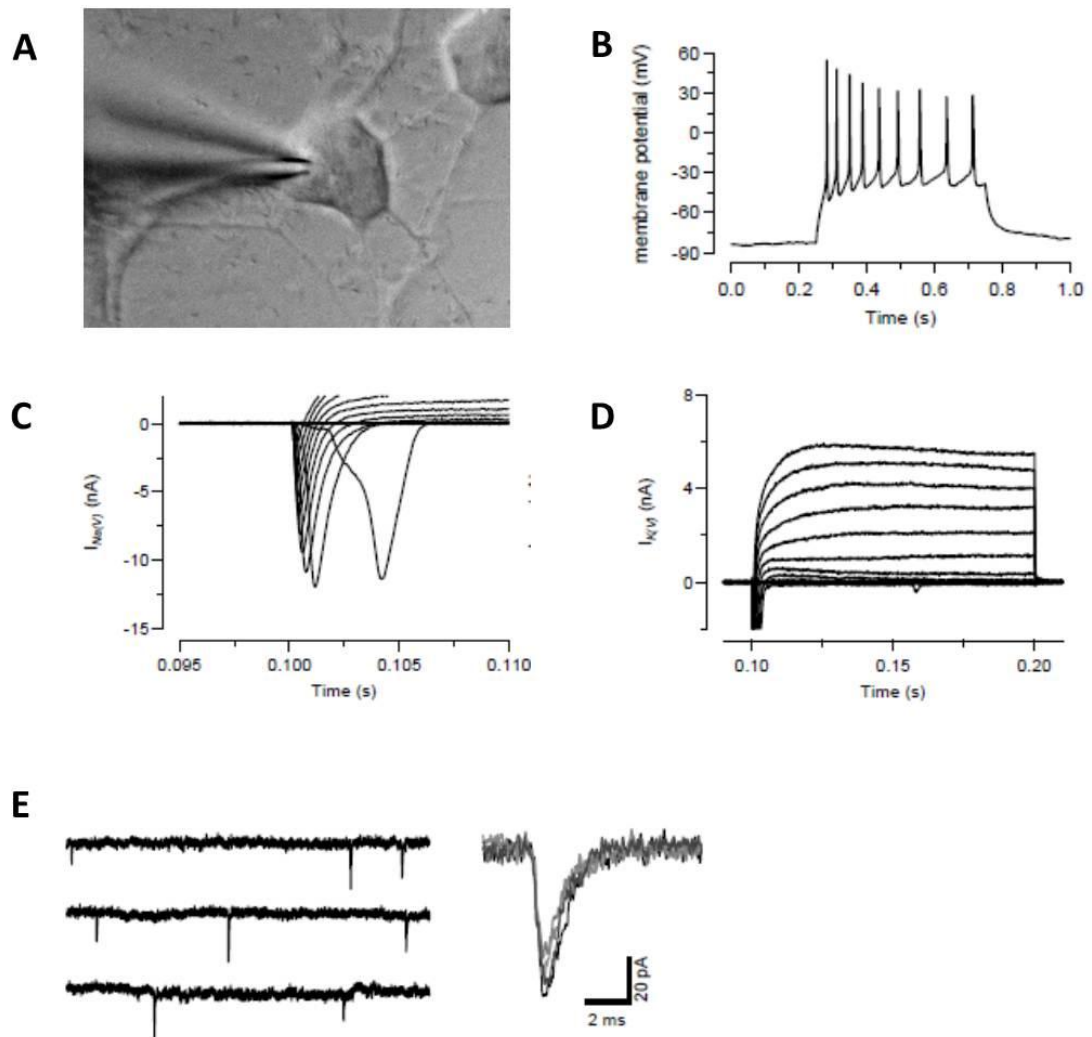 A
B
membrane potential (mV)
60
30
0
-30
-60
-90
0.0 0.2 0.4 0.6 0.8 1.0
Time (s)
C
I Na(V) (nA)
0
-5
-10
-15
0.095 0.100 0.105 0.110
Time (s)
D
I K(V) (nA)
8
4
0
0.10 0.15 0.20
Time (s)
E
20 pA
2 ms